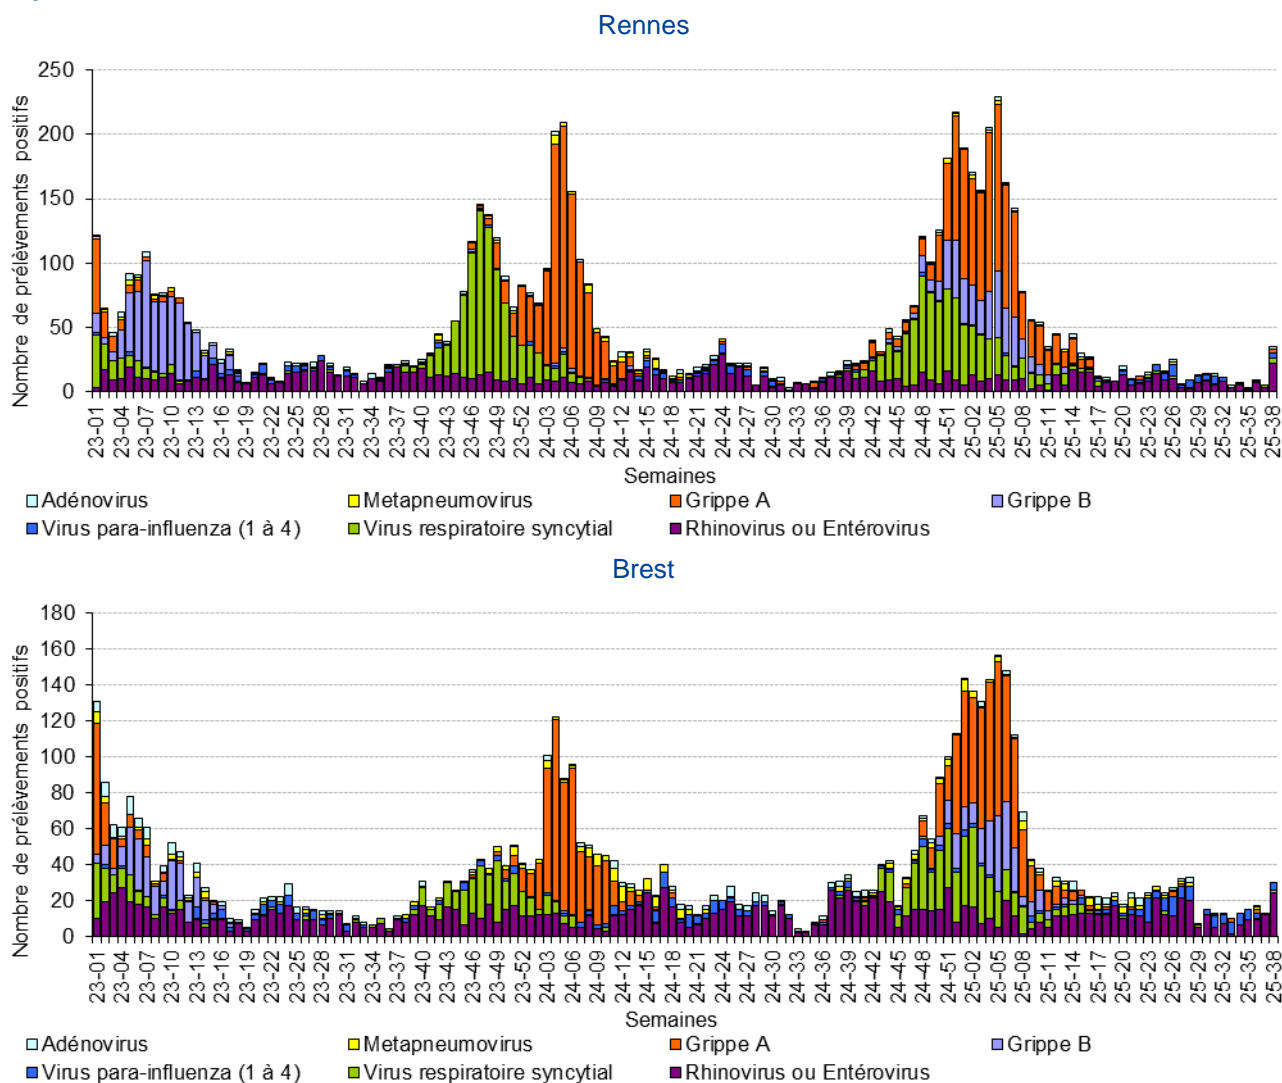 Rennes
Nombre de prélèvements positifs
250
200
150
100
50
0
23-01 23-04 23-07 23-10 23-13 23-16 23-19 23-22 23-25 23-28 23-31 23-34 23-37 23-40 23-43 23-46 23-49 23-52 24-03 24-06 24-09 24-12 24-15 24-18 24-21 24-24 24-27 24-30 24-33 24-36 24-39 24-42 24-45 24-48 24-51 25-02 25-05 25-08 25-11 25-14 25-17 25-20 25-23 25-26 25-29 25-32 25-35 25-38
Semaines
Adénovirus Metapneumovirus Grippe A Grippe B
Virus para-influenza (1 à 4) Virus respiratoire syncytial Rhinovirus ou Entérovirus
Brest
Nombre de prélèvements positifs
180
160
140
120
100
80
60
40
20
0
23-01 23-04 23-07 23-10 23-13 23-16 23-19 23-22 23-25 23-28 23-31 23-34 23-37 23-40 23-43 23-46 23-49 23-52 24-03 24-06 24-09 24-12 24-15 24-18 24-21 24-24 24-27 24-30 24-33 24-36 24-39 24-42 24-45 24-48 24-51 25-02 25-05 25-08 25-11 25-14 25-17 25-20 25-23 25-26 25-29 25-32 25-35 25-38
Semaines
Adénovirus Metapneumovirus Grippe A Grippe B
Virus para-influenza (1 à 4) Virus respiratoire syncytial Rhinovirus ou Entérovirus